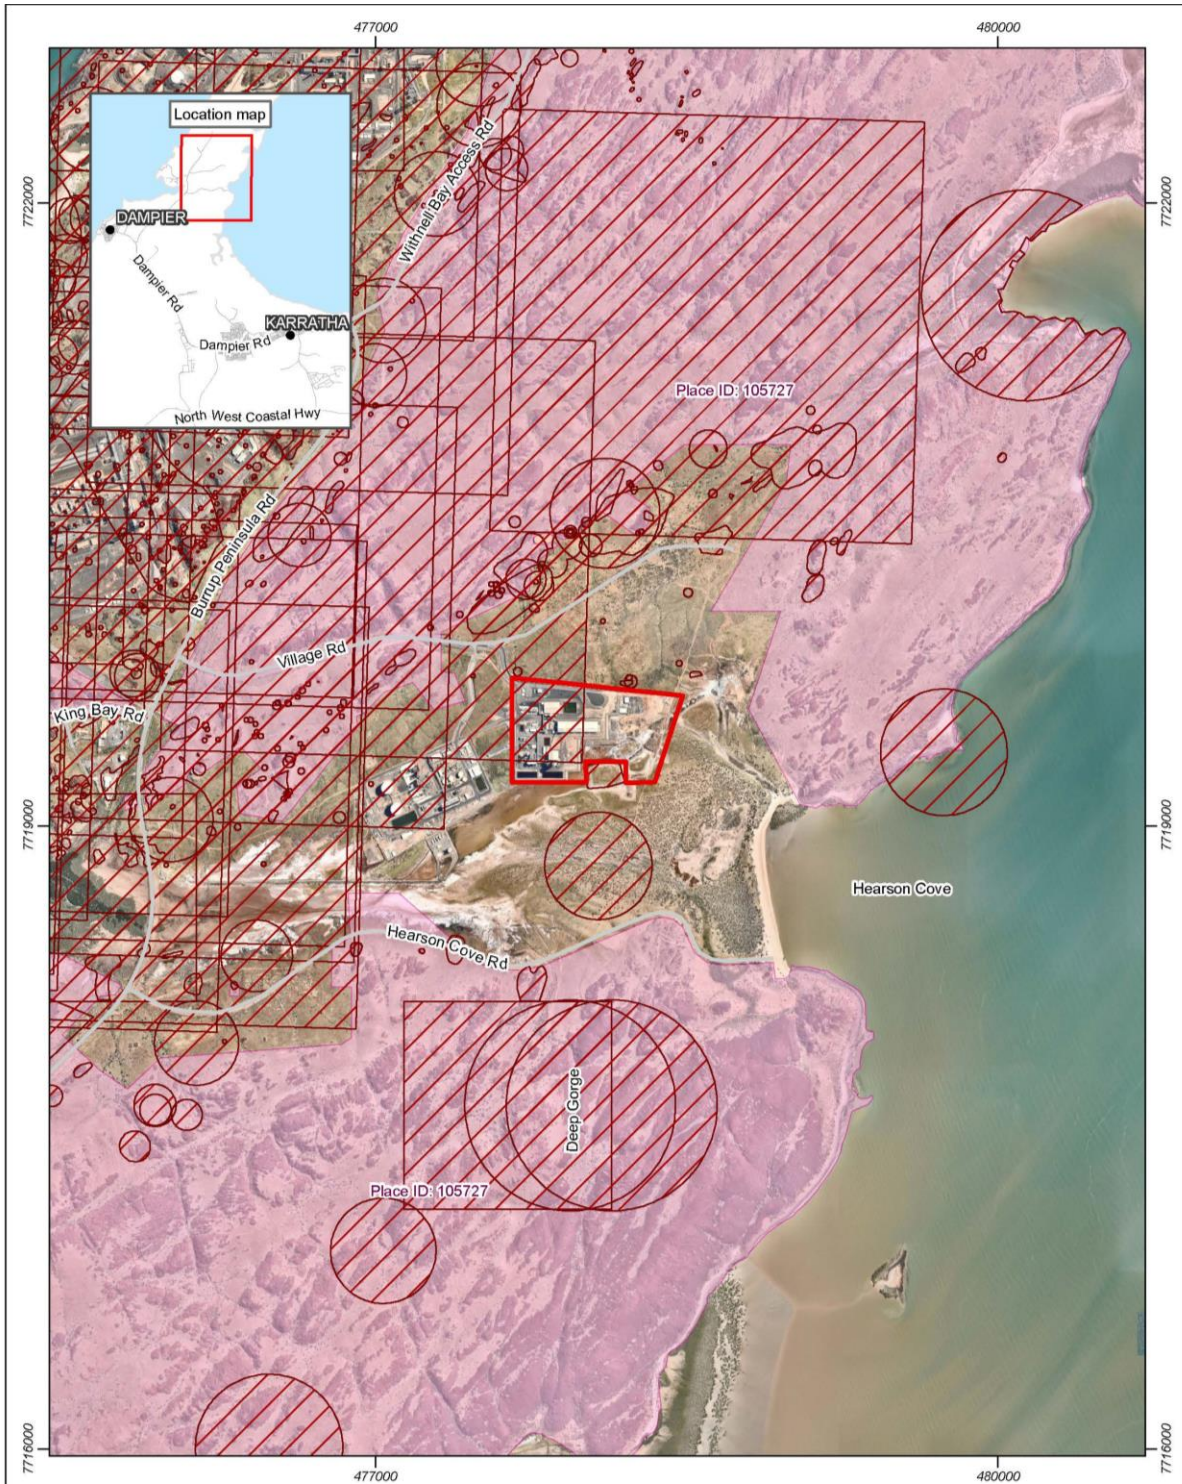 477000
480000
Location map
DAMPIER
Dampier Rd
KARRATHA
Dampier Rd
North West Coastal Hwy
Withnell Bay Access Rd
7722000
7722000
Place ID: 105727
Burrup Peninsula Rd
Village Rd
King Bay Rd
7719000
7719000
Hearson Cove
Hearson Cove Rd
Deep Gorge
Place ID: 105727
7716000
7716000
477000
480000